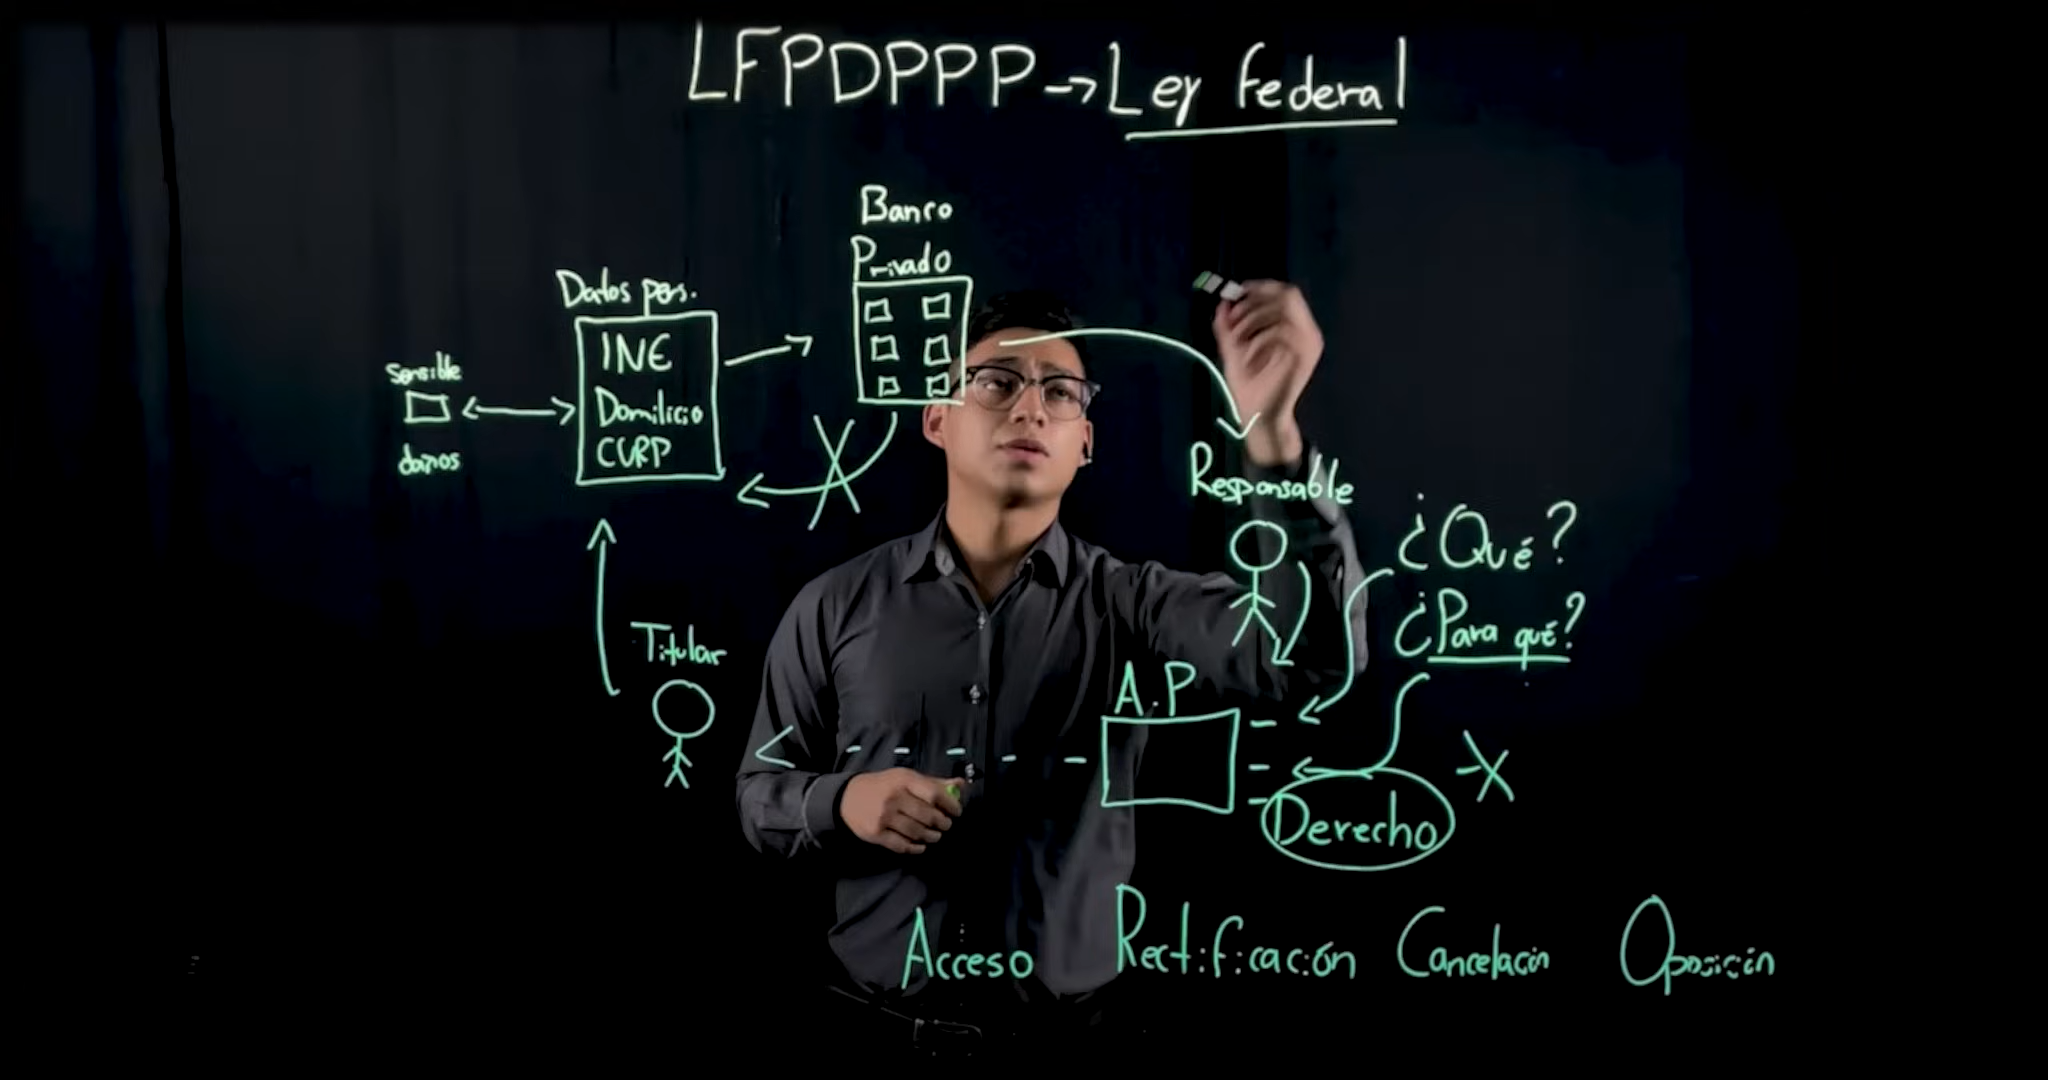 LFPDPPP → Ley Federal
Banco
Privado
Datos pers.
INE
Domilicio
CURP
sensible
daños
Responsable
¿Qué?
¿Para qué?
Titular
A.P
Derecho
Acceso Rectificación Cancelación Oposición